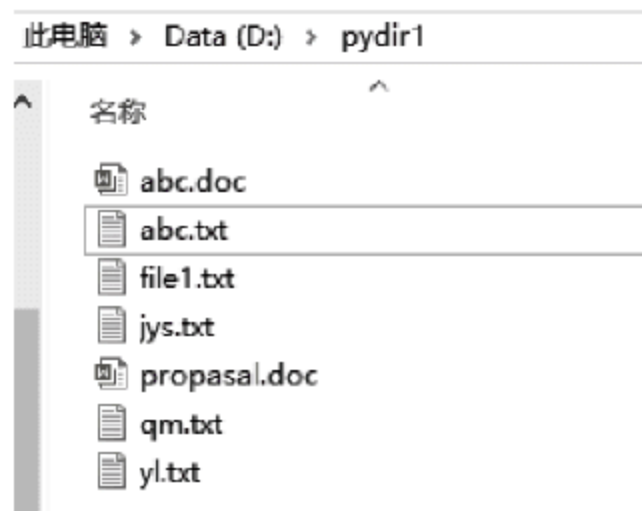 此电脑 > Data (D:) > pydir1
名称
abc.doc
abc.txt
file1.txt
jys.txt
propasal.doc
qm.txt
yl.txt